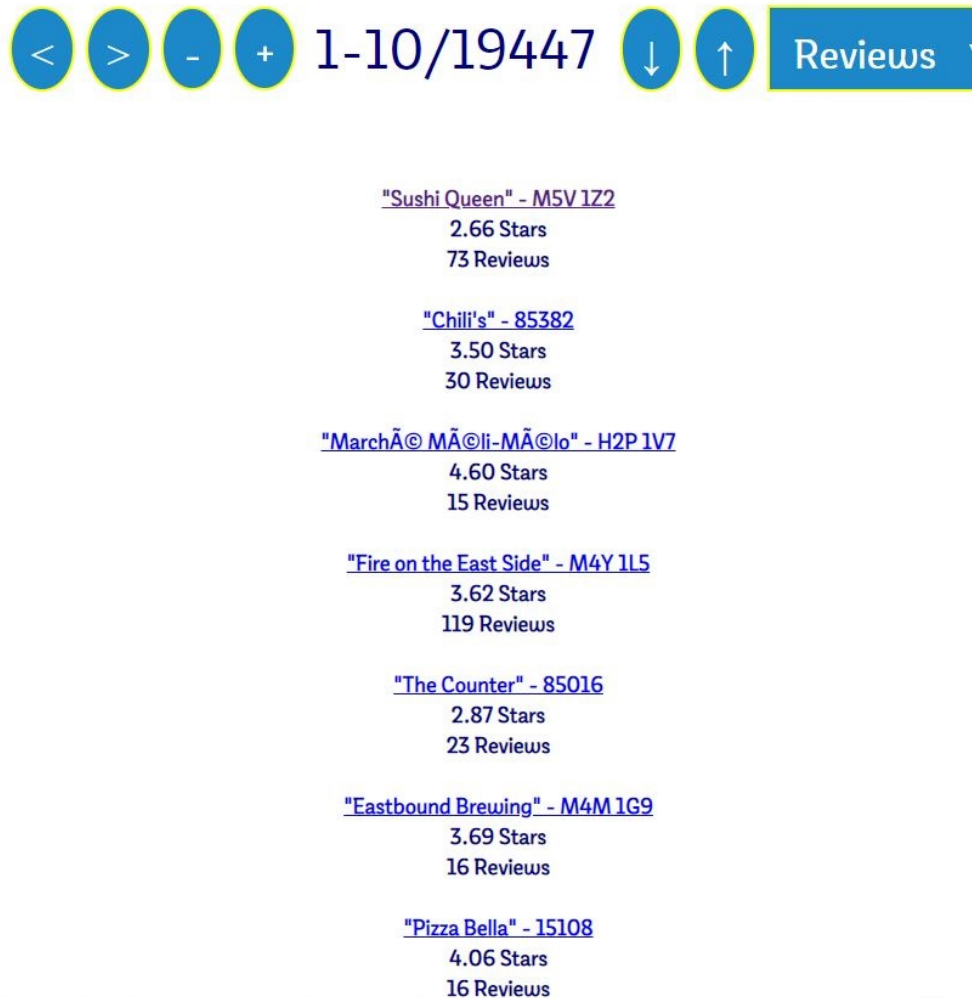 < > - + 1-10/19447 ↓ ↑ Reviews
"Sushi Queen" - M5V 1Z2
2.66 Stars
73 Reviews
"Chili's" - 85382
3.50 Stars
30 Reviews
"MarchÃ© MÃ©li-MÃ©lo" - H2P 1V7
4.60 Stars
15 Reviews
"Fire on the East Side" - M4Y 1L5
3.62 Stars
119 Reviews
"The Counter" - 85016
2.87 Stars
23 Reviews
"Eastbound Brewing" - M4M 1G9
3.69 Stars
16 Reviews
"Pizza Bella" - 15108
4.06 Stars
16 Reviews